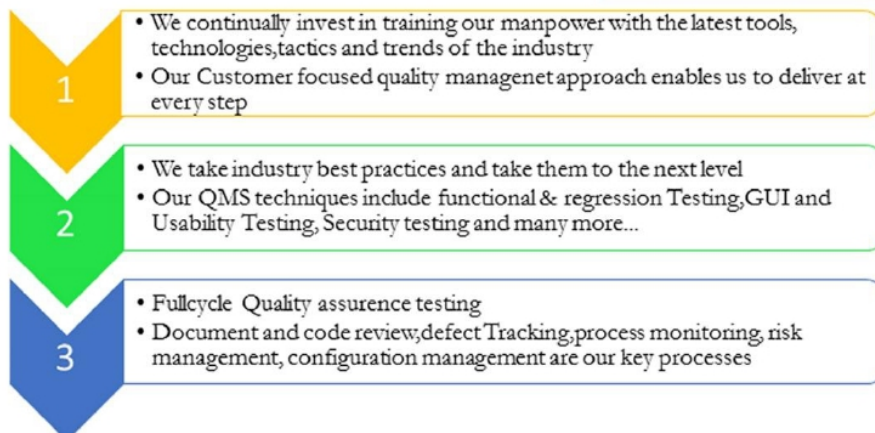 1
• We continually invest in training our manpower with the latest tools,
technologies,tactics and trends of the industry
• Our Customer focused quality managenet approach enables us to deliver at
every step
2
• We take industry best practices and take them to the next level
• Our QMS techniques include functional & regression Testing,GUI and
Usability Testing, Security testing and many more...
3
• Fullcycle Quality assurence testing
• Document and code review,defect Tracking,process monitoring, risk
management, configuration management are our key processes